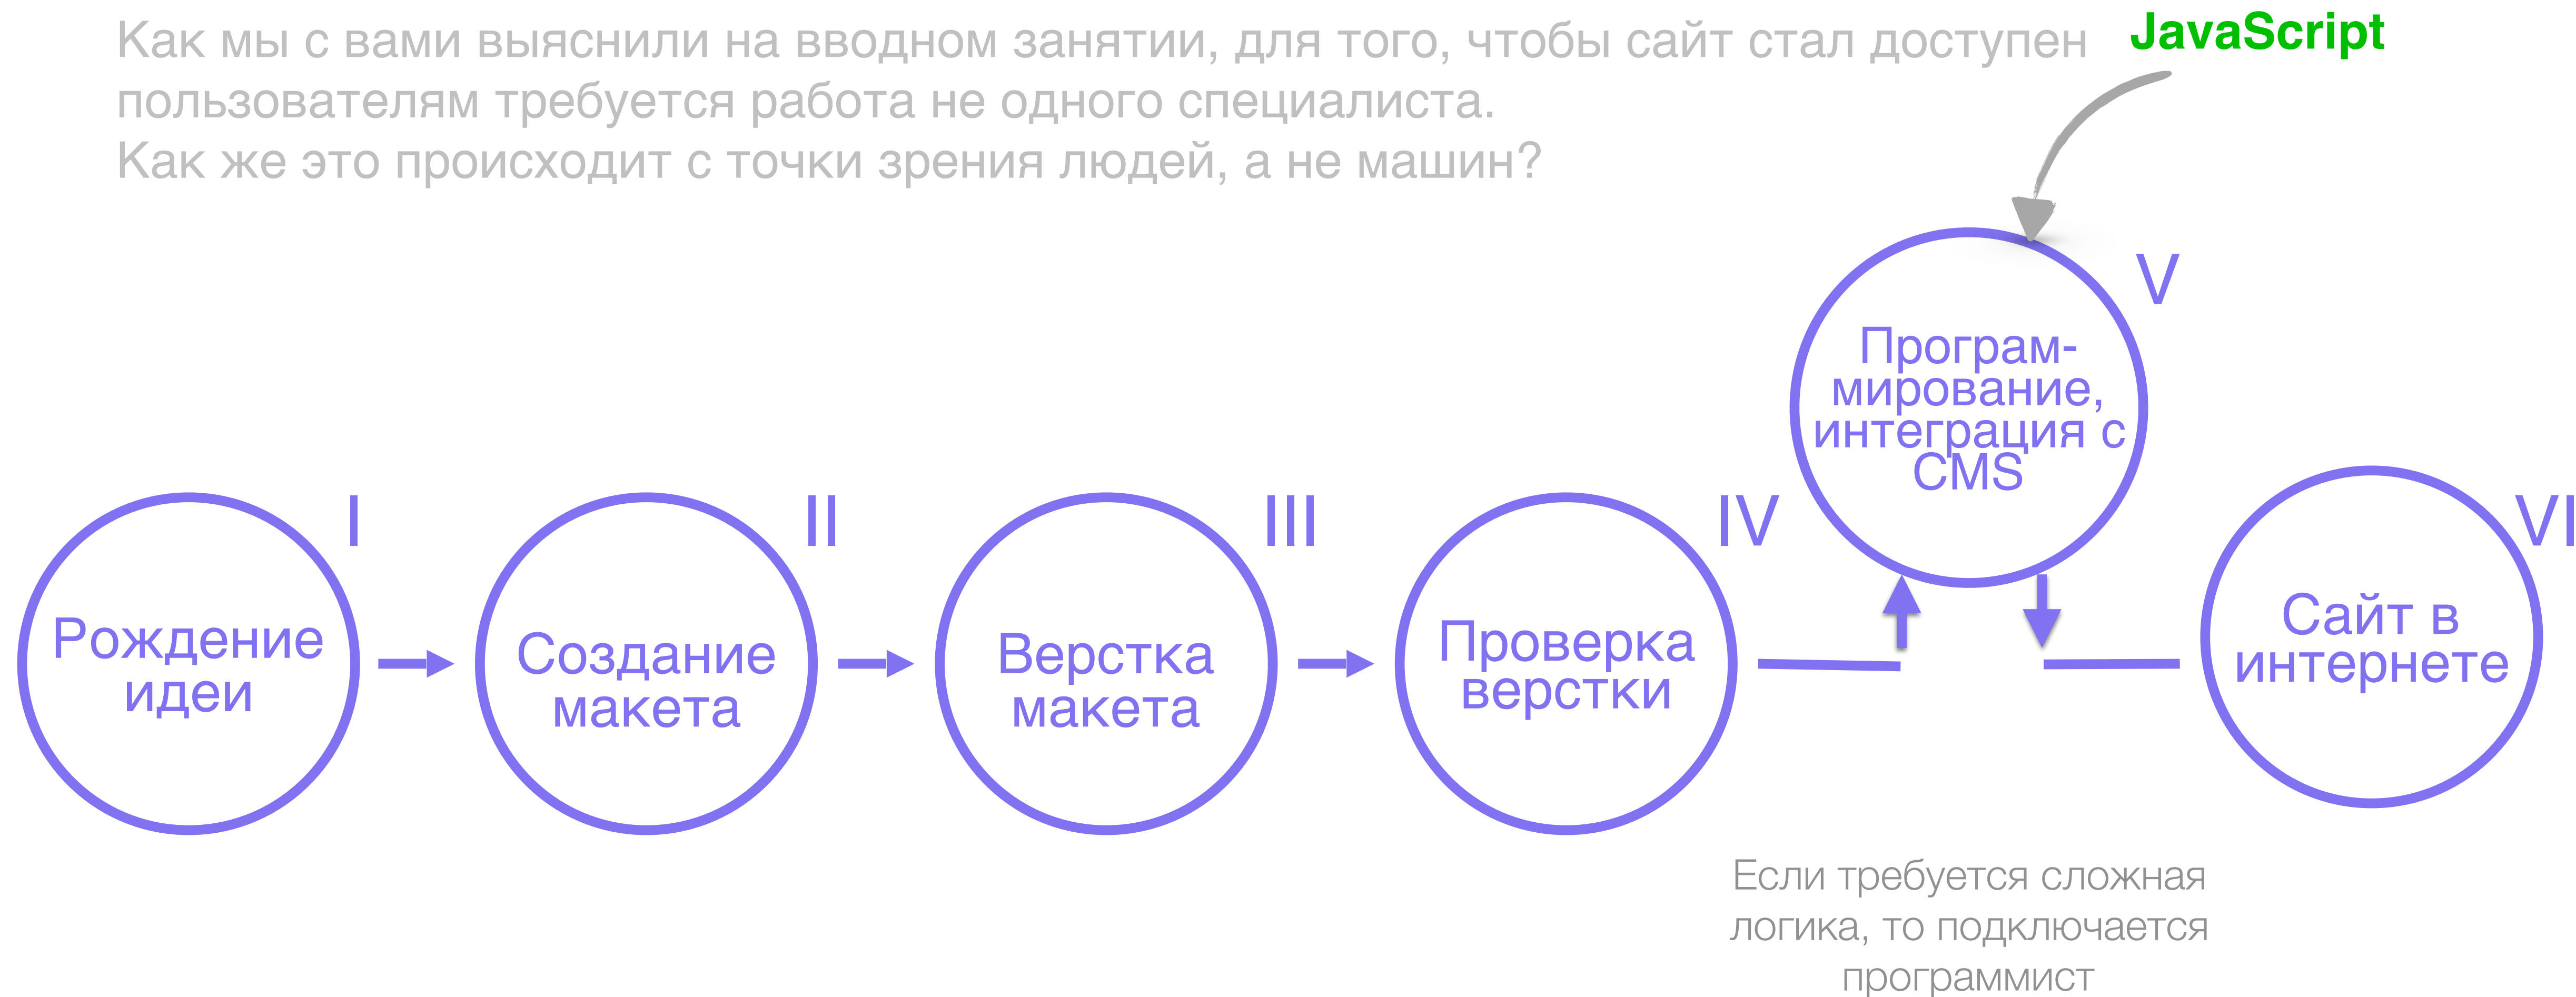 Как мы с вами выяснили на вводном занятии, для того, чтобы сайт стал доступен
пользователям требуется работа не одного специалиста.
Как же это происходит с точки зрения людей, а не машин?
JavaScript
I
Рождение
идеи
II
Создание
макета
III
Верстка
макета
IV
Проверка
верстки
V
Програм-
мирование,
интеграция с
CMS
VI
Сайт в
интернете
Если требуется сложная
логика, то подключается
программист